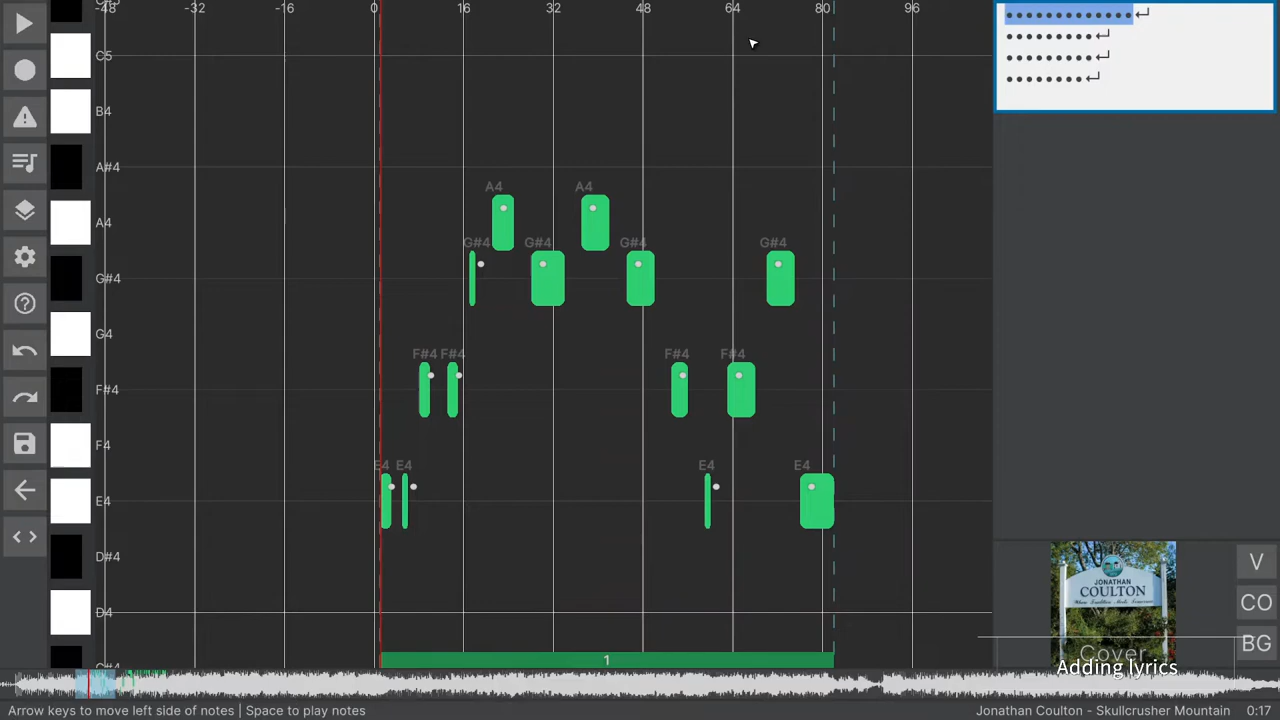 -48 -32 -16 0 16 32 48 64 80 96
C5
B4
A#4
A4 A4
A4
G#4 G#4 G#4 G#4
G#4
G4
F#4 F#4 F#4 F#4
F#4
F4
E4 E4 E4 E4
E4
D#4
D4
C#4
JONATHAN
COULTON
V
CO
BG
Cover
Adding lyrics
1
Arrow keys to move left side of notes | Space to play notes
Jonathan Coulton - Skullcrusher Mountain 0:17